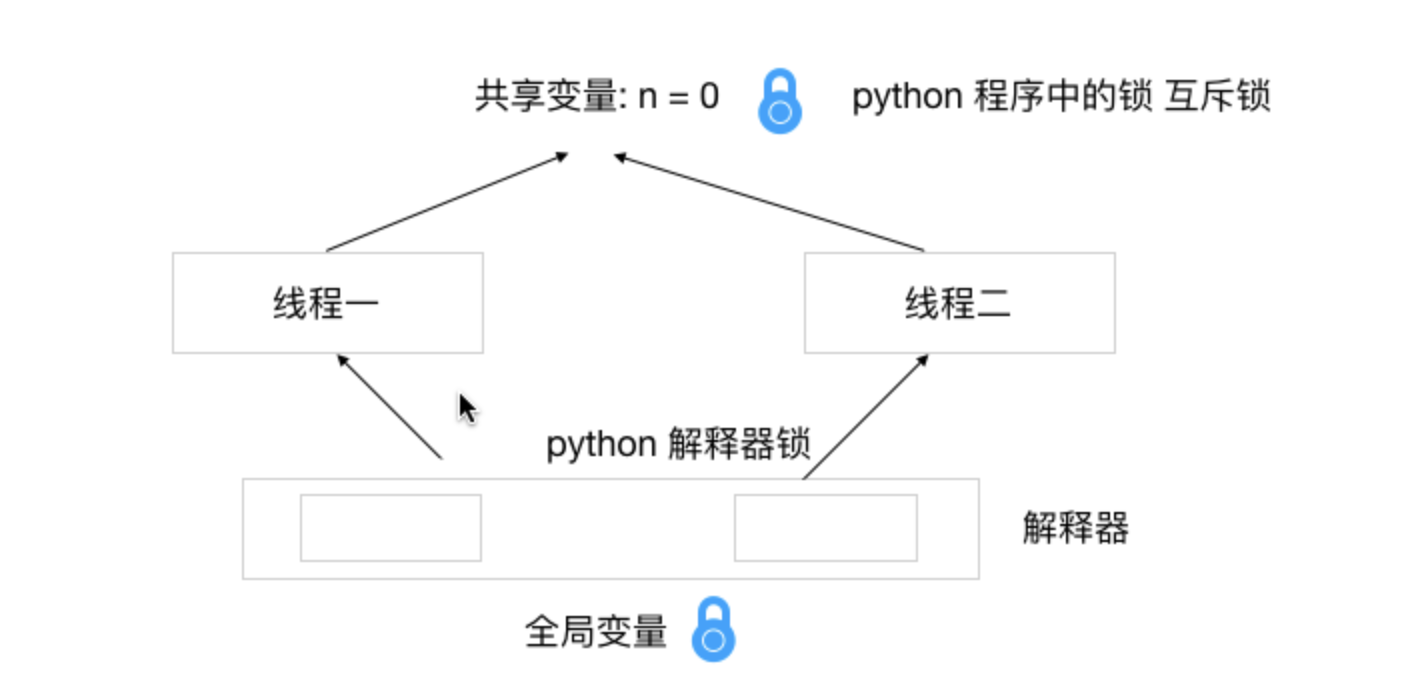 共享变量: n = 0
python 程序中的锁 互斥锁
线程一
线程二
python 解释器锁
解释器
全局变量